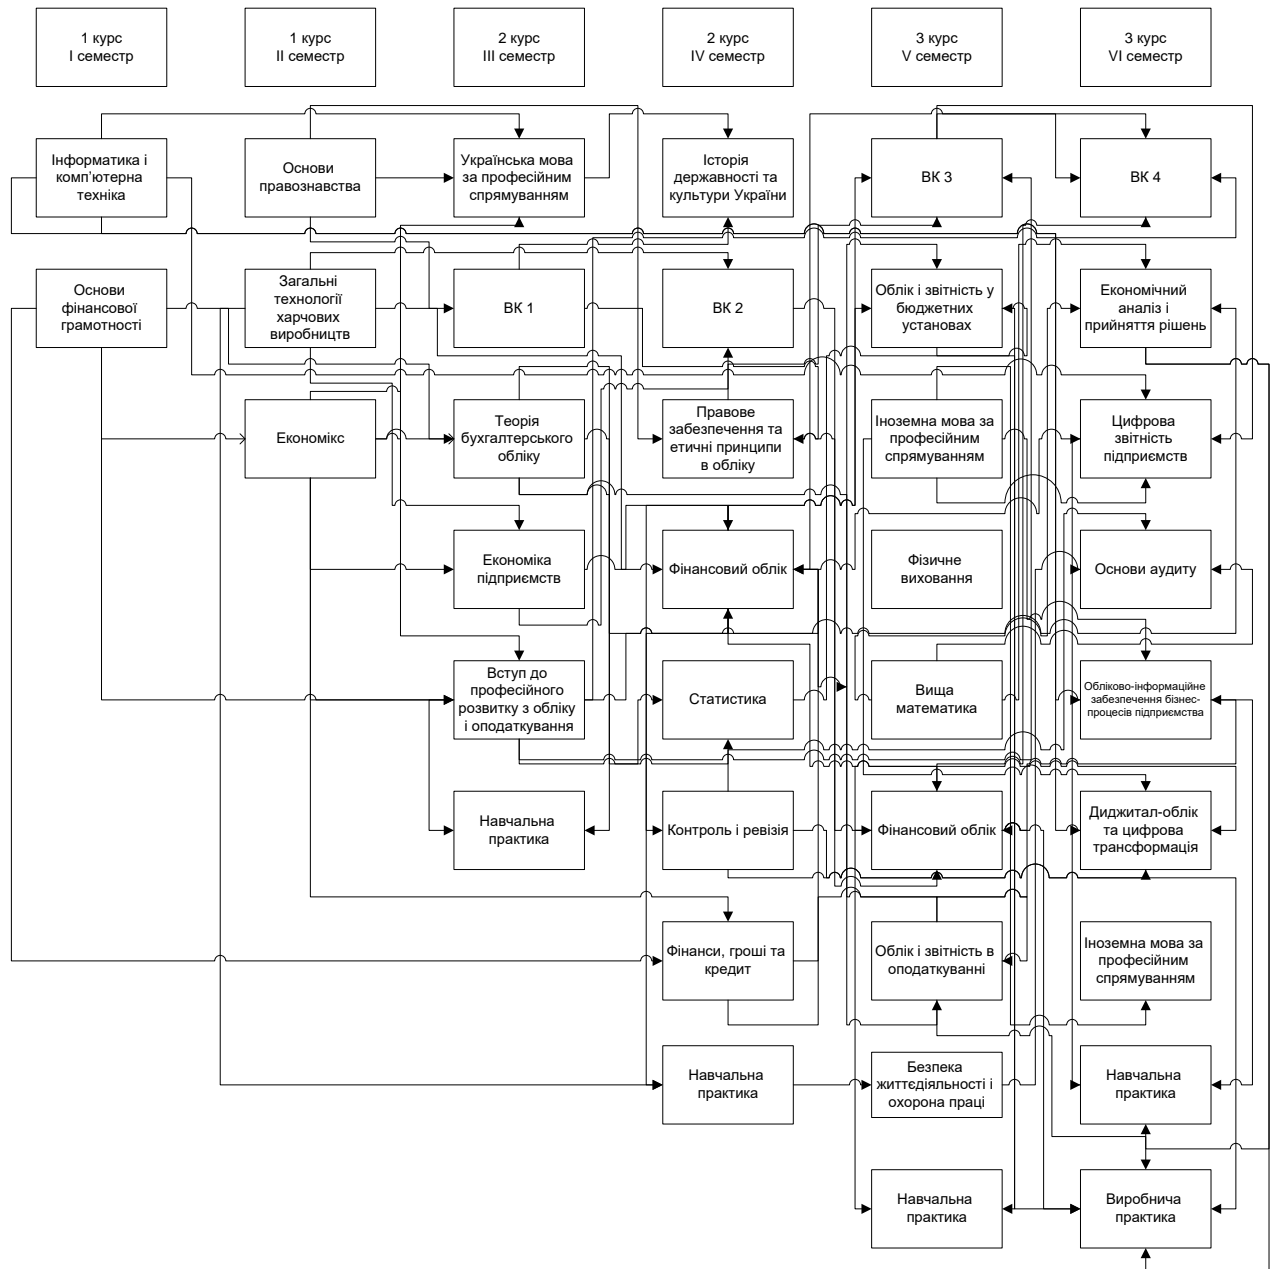 1 курс
I семестр
1 курс
II семестр
2 курс
III семестр
2 курс
IV семестр
3 курс
V семестр
3 курс
VI семестр
Інформатика і
комп'ютерна
техніка
Основи
правознавства
Українська мова
за професійним
спрямуванням
Історія
державності та
культури України
ВК 3
ВК 4
Основи
фінансової
грамотності
Загальні
технології
харчових
виробництв
ВК 1
ВК 2
Облік і звітність у
бюджетних
установах
Економічний
аналіз і
прийняття рішень
Економікс
Теорія
бухгалтерського
обліку
Правове
забезпечення та
етичні принципи
в обліку
Іноземна мова за
професійним
спрямуванням
Цифрова
звітність
підприємств
Економіка
підприємств
Фінансовий облік
Фізичне
виховання
Основи аудиту
Вступ до
професійного
розвитку з обліку
і оподаткування
Статистика
Вища
математика
Обліково-інформаційне
забезпечення бізнес-
процесів підприємства
Навчальна
практика
Контроль і ревізія
Фінансовий облік
Диджитал-облік
та цифрова
трансформація
Фінанси, гроші та
кредит
Облік і звітність в
оподаткуванні
Іноземна мова за
професійним
спрямуванням
Навчальна
практика
Безпека
життєдіяльності і
охорона праці
Навчальна
практика
Навчальна
практика
Виробнича
практика